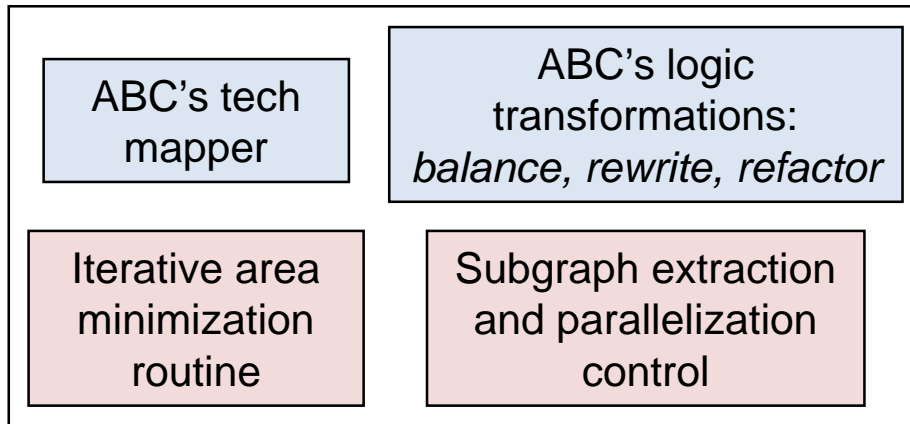 ABC’s tech
mapper
ABC’s logic
transformations:
balance, rewrite, refactor
Iterative area
minimization
routine
Subgraph extraction
and parallelization
control